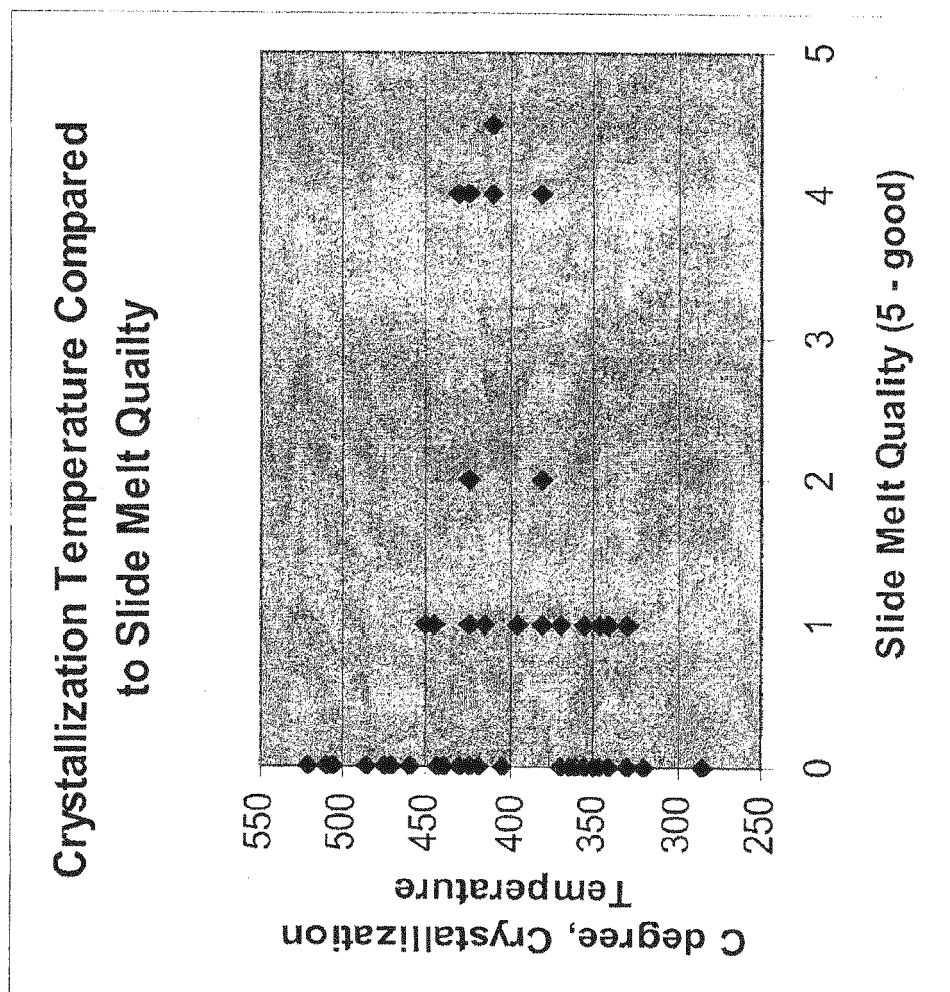 Crystallization Temperature Compared
to Slide Melt Quailty
C degree, Crystallization
Temperature
550
500
450
400
350
300
250
0
1
2
3
4
5
Slide Melt Quality (5 - good)